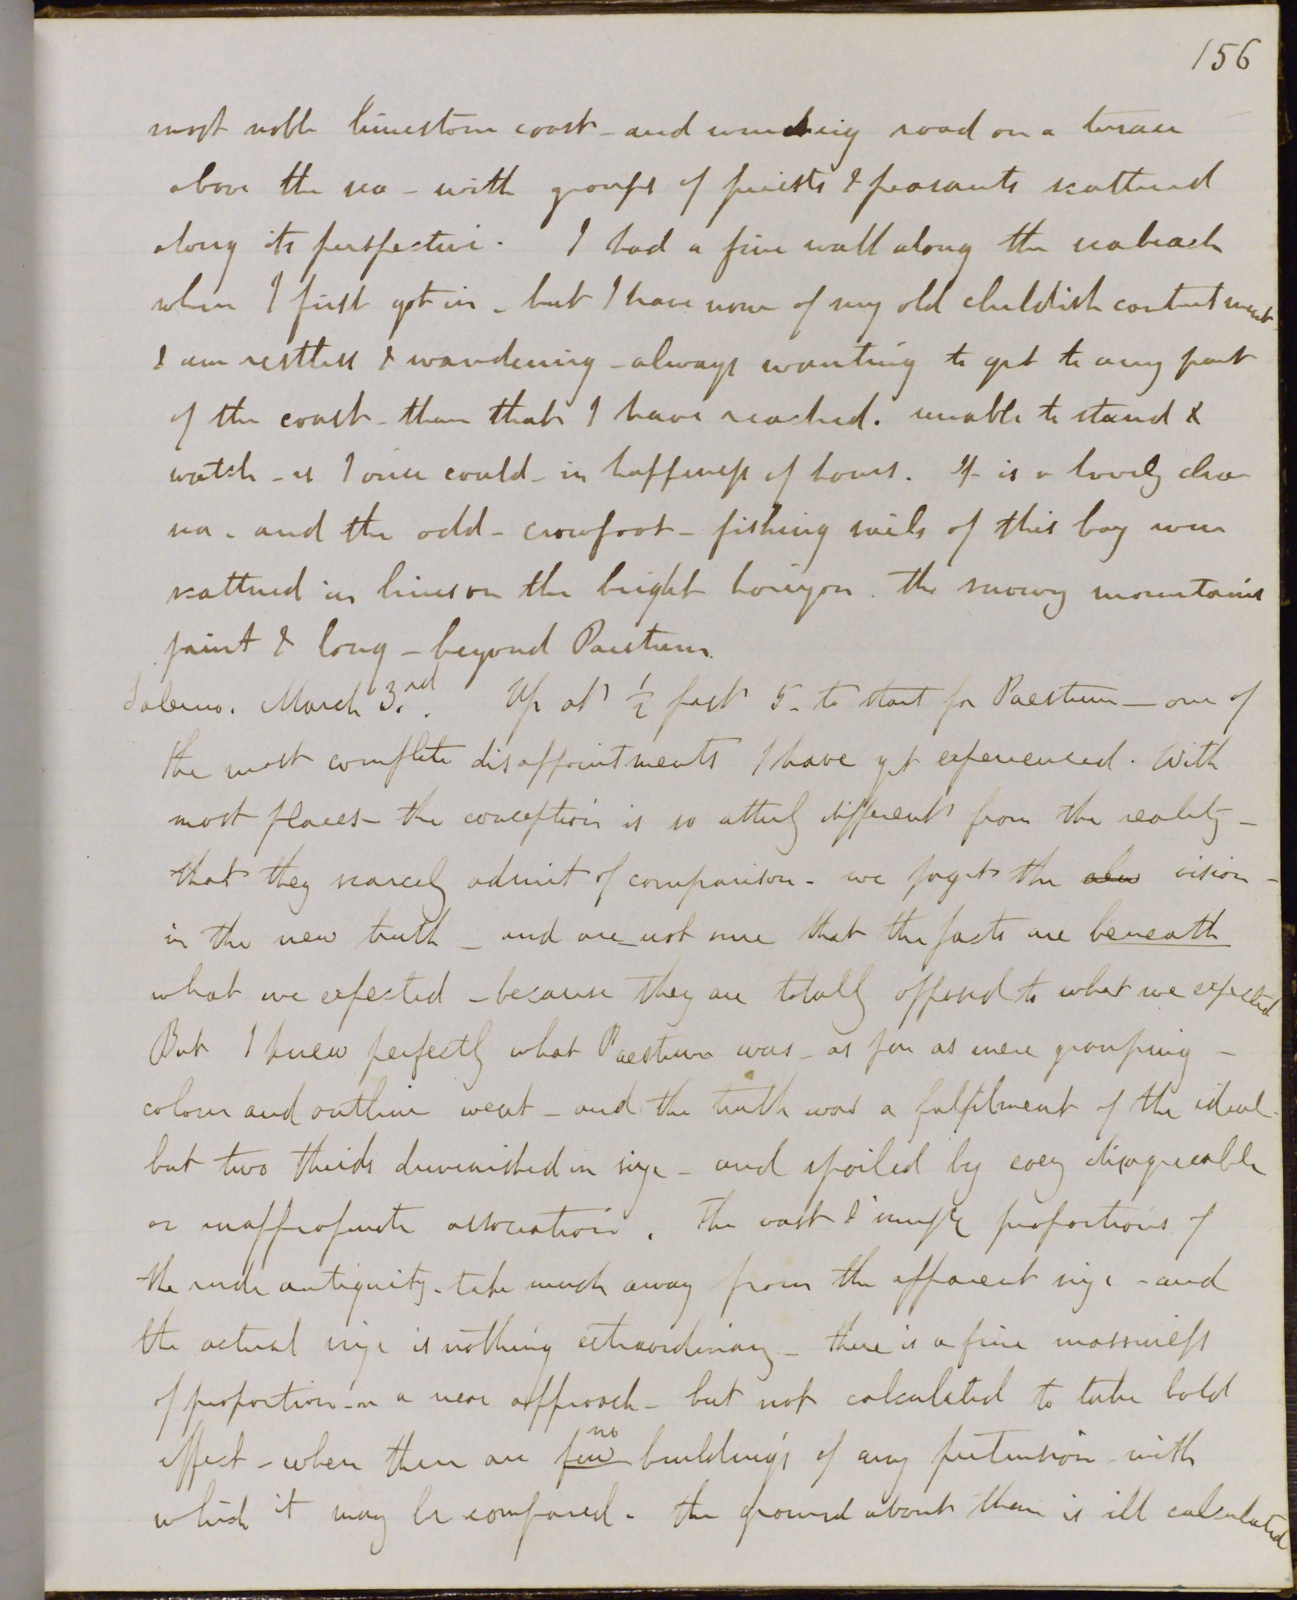 156
most noble limestone coast - and winding road on a terrace
above the sea - with groups of priests & peasants scattered
along its perspective. I had a fine walk along the seabeach
when I first got in - but I have none of my old childish contentment -
I am restless & wandering - always wanting to get to any part
of the coast - than that I have reached. unable to stand &
watch - as I once could - in happiness of hours. It is a lovely clear
sea - and the odd - crowfoot - fishing sails of this bay were
scattered in lines on the bright horizon. The snowy mountains
faint & long - beyond Paestum.
Salerno. March 3.rd. Up at ½ past 5 - to start for Paestum - one of
the most complete disappointments I have yet experienced. With
most places - the conception is so utterly different from the reality -
that they scarcely admit of comparison - we forget the vision -
in the new truth - and are not sure that the facts are beneath
what we expected - because they are totally opposed to what we expected
But I knew perfectly what Paestum was - as far as mere grouping -
colour and outline went - and the truth was a fulfilment of the ideal -
but two thirds diminished in size - and spoiled by every disagreeable
or inappropriate association. The vast & simple proportions of
the rude antiquity - take much away from the apparent size - and
the actual size is nothing extraordinary - there is a fine massiness
of proportion - on a near approach - but not calculated to take bold
effect - when there are few no buildings of any pretension with
which it may be compared. The ground about them is ill calculated